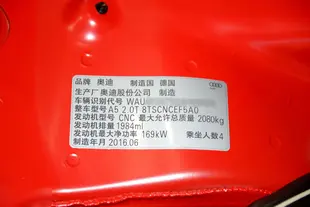 品牌 奥迪 制造国 德国
生产厂 奥迪股份公司 制造
车辆识别代号 WAU
整车型号 A5 2.0T 8TSCNCEF5A0
发动机型号 CNC 最大允许总质量 2080kg
发动机排量 1984ml
发动机最大净功率 169kW 乘坐人数 4
制造年月 2016.06